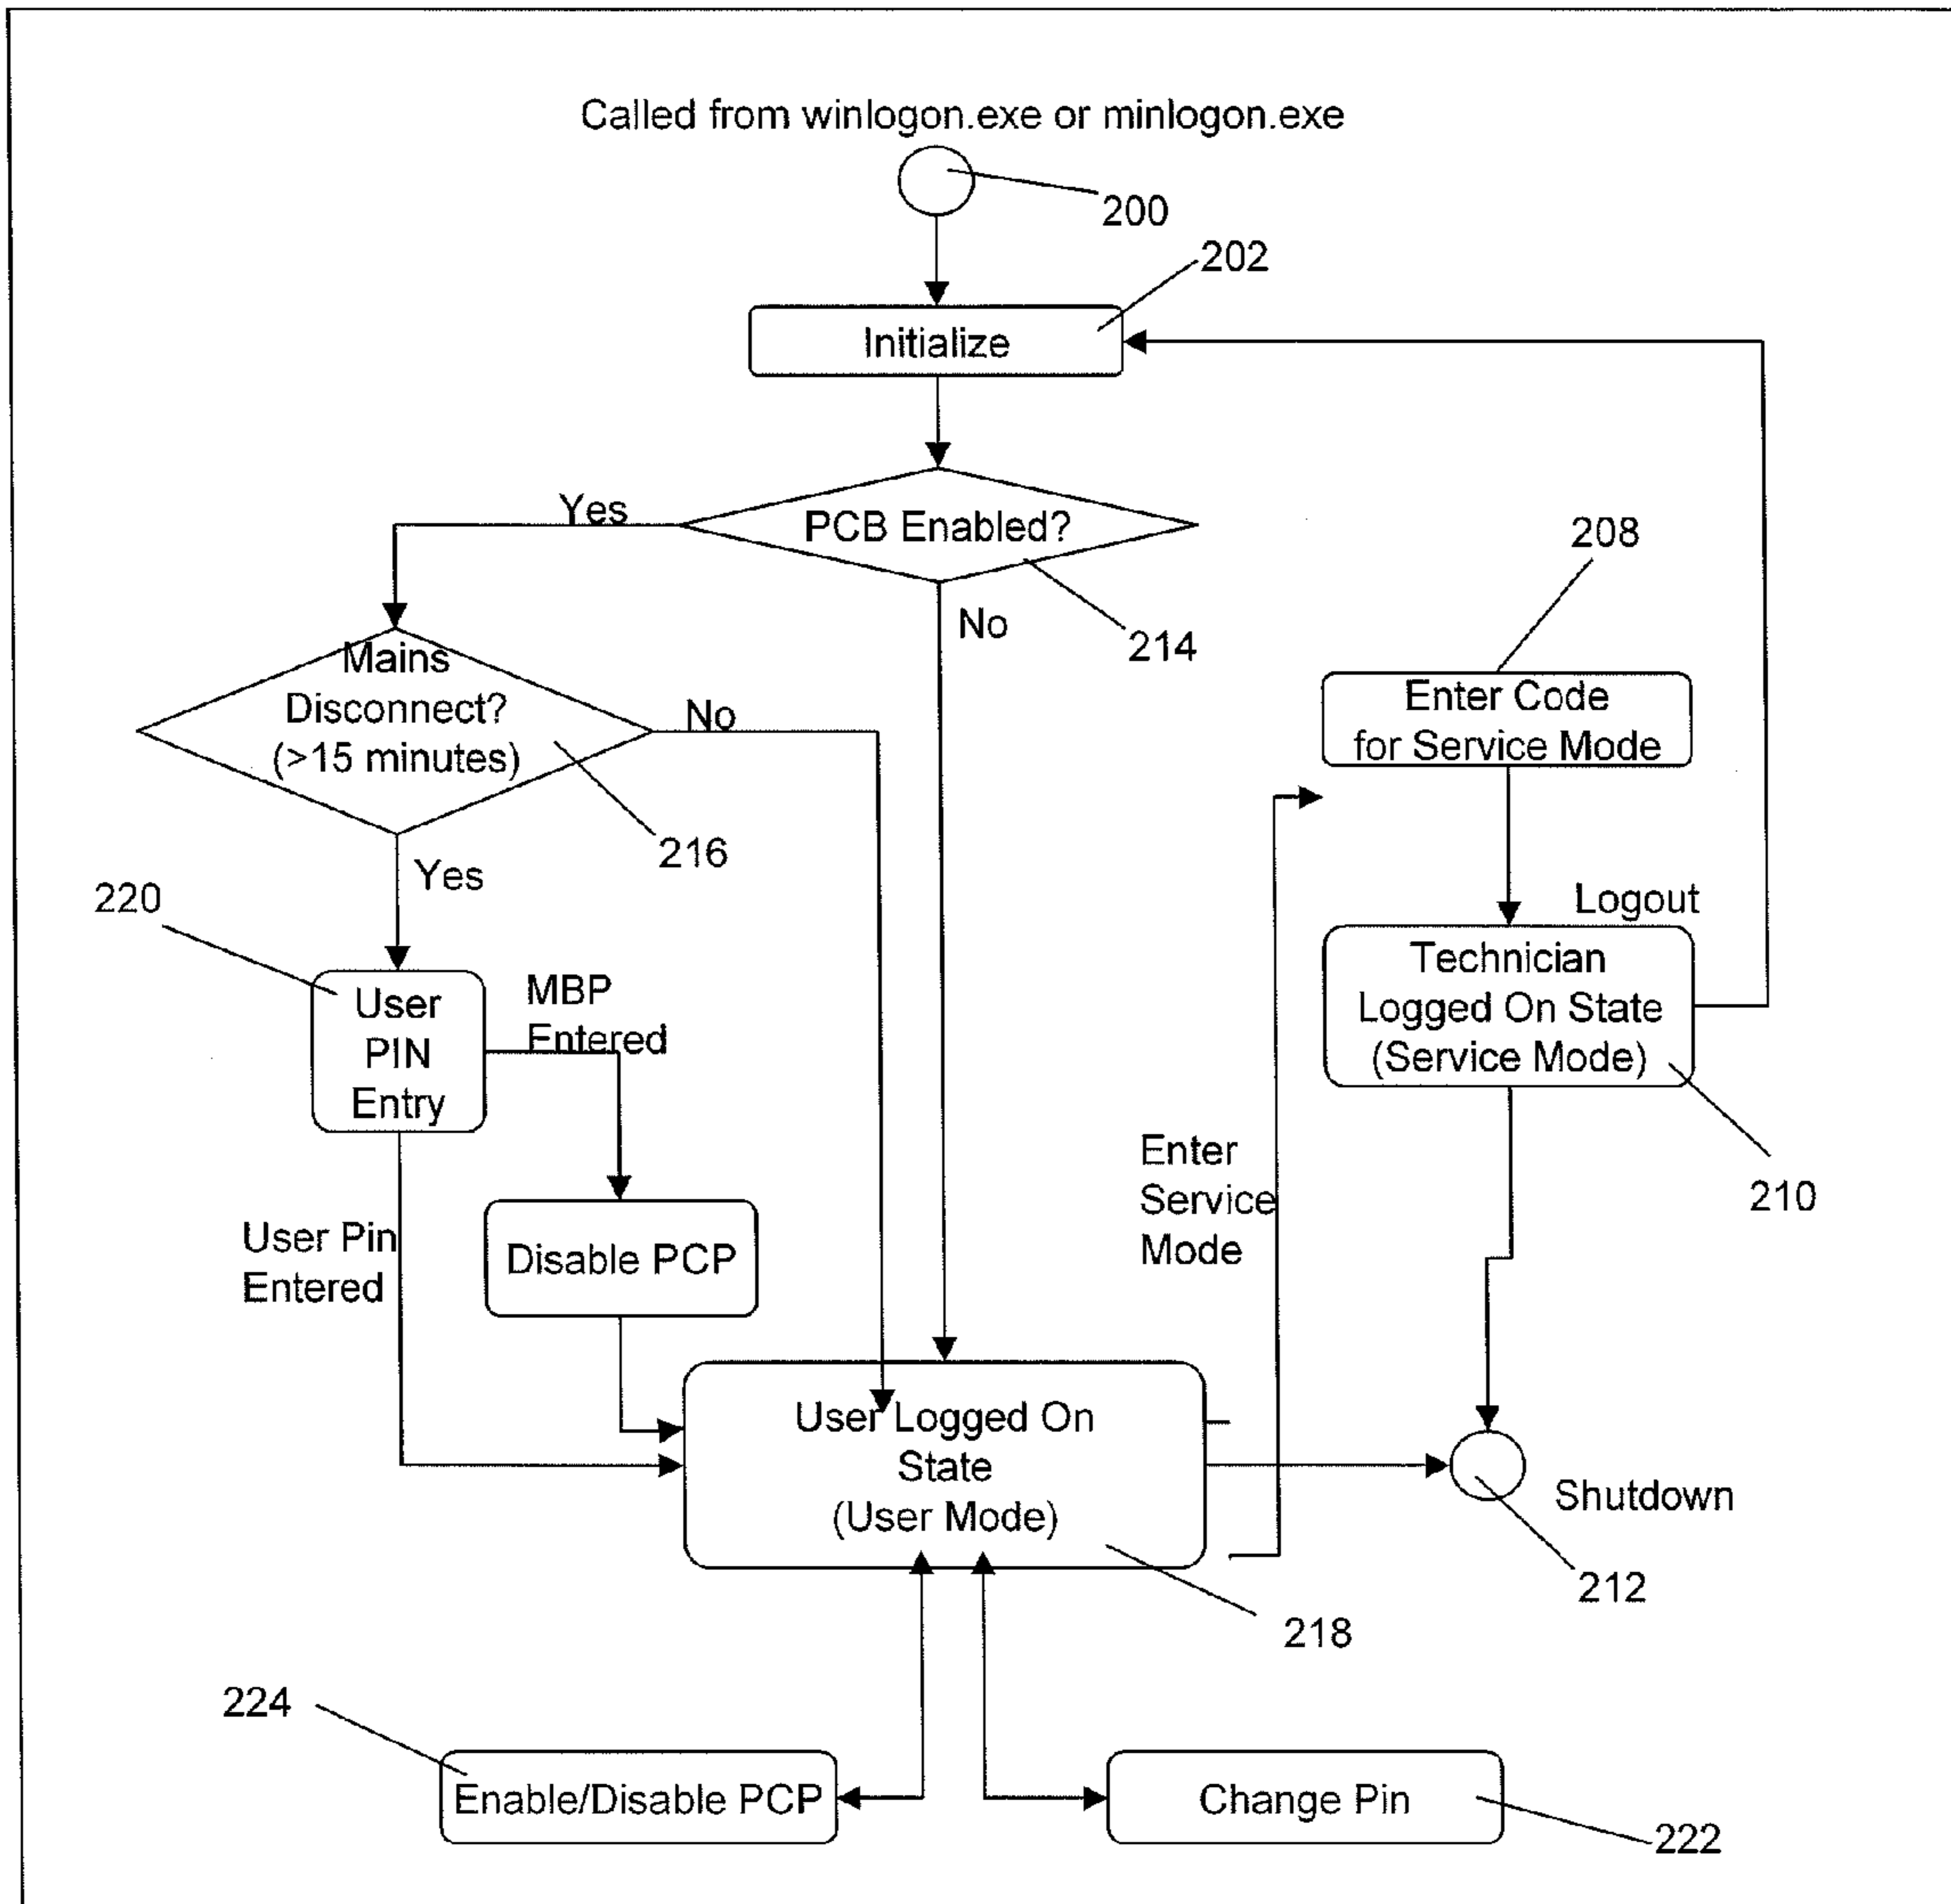 Called from winlogon.exe or minlogon.exe
200
202
Initialize
Yes
PCB Enabled?
208
No
214
Mains
Disconnect?
(>15 minutes)
No
Enter Code
for Service Mode
216
Yes
220
Logout
User
PIN
Entry
MBP
Entered
Technician
Logged On State
(Service Mode)
Enter
Service
Mode
210
User Pin
Entered
Disable PCP
User Logged On
State
(User Mode)
Shutdown
212
218
224
Enable/Disable PCP
Change Pin
222